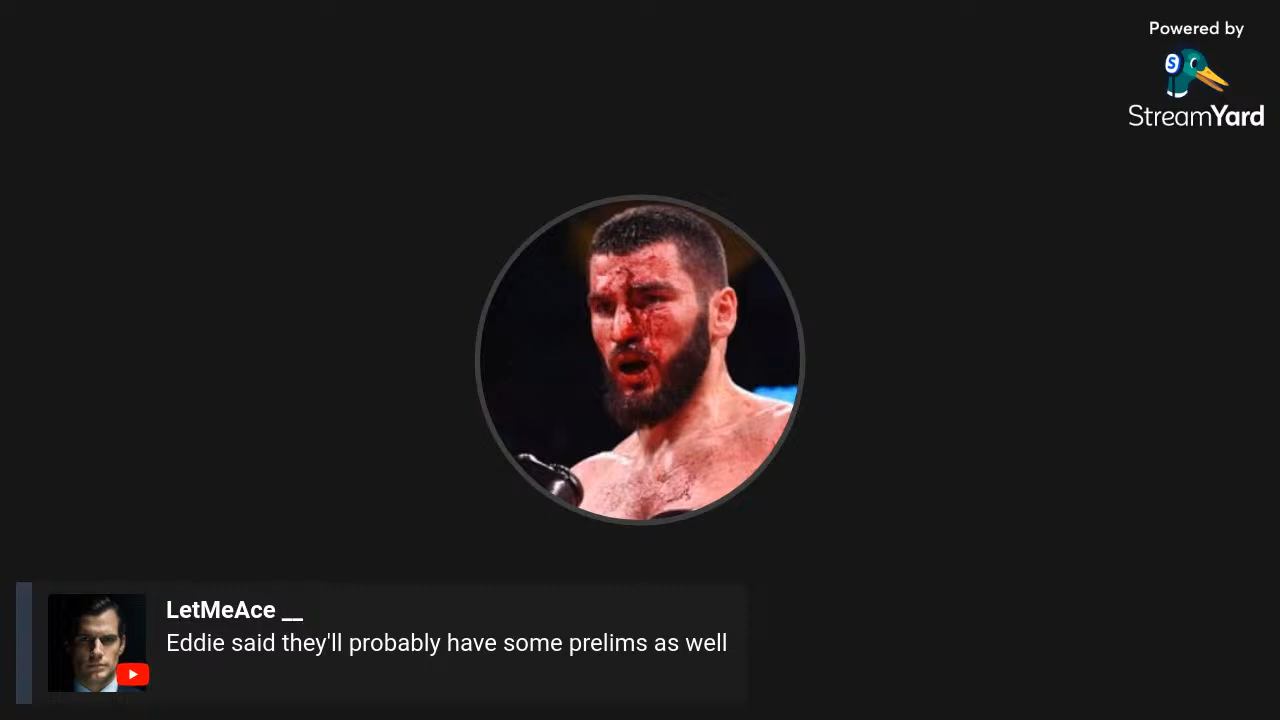 Powered by
S
StreamYard
LetMeAce __
Eddie said they'll probably have some prelims as well